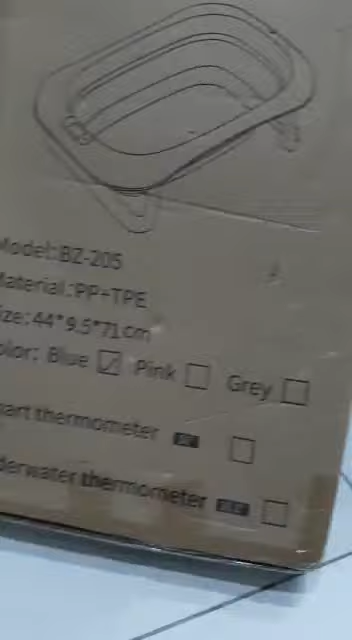 Model:BZ-205
Material:PP+TPE
ize:44*9.5*71cm
olor: Blue ☑ Pink ☐ Grey ☐
art thermometer ☐
derwater thermometer ☐